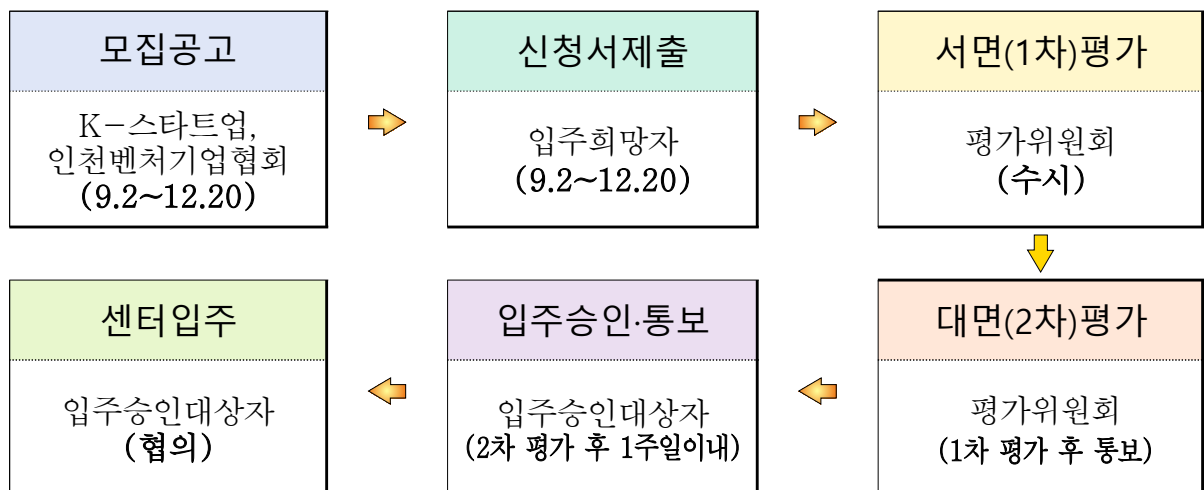 모집공고
K-스타트업,
인천벤처기업협회
(9.2~12.20)
신청서제출
입주희망자
(9.2~12.20)
서면(1차)평가
평가위원회
(수시)
대면(2차)평가
평가위원회
(1차 평가 후 통보)
입주승인·통보
입주승인대상자
(2차 평가 후 1주일이내)
센터입주
입주승인대상자
(협의)